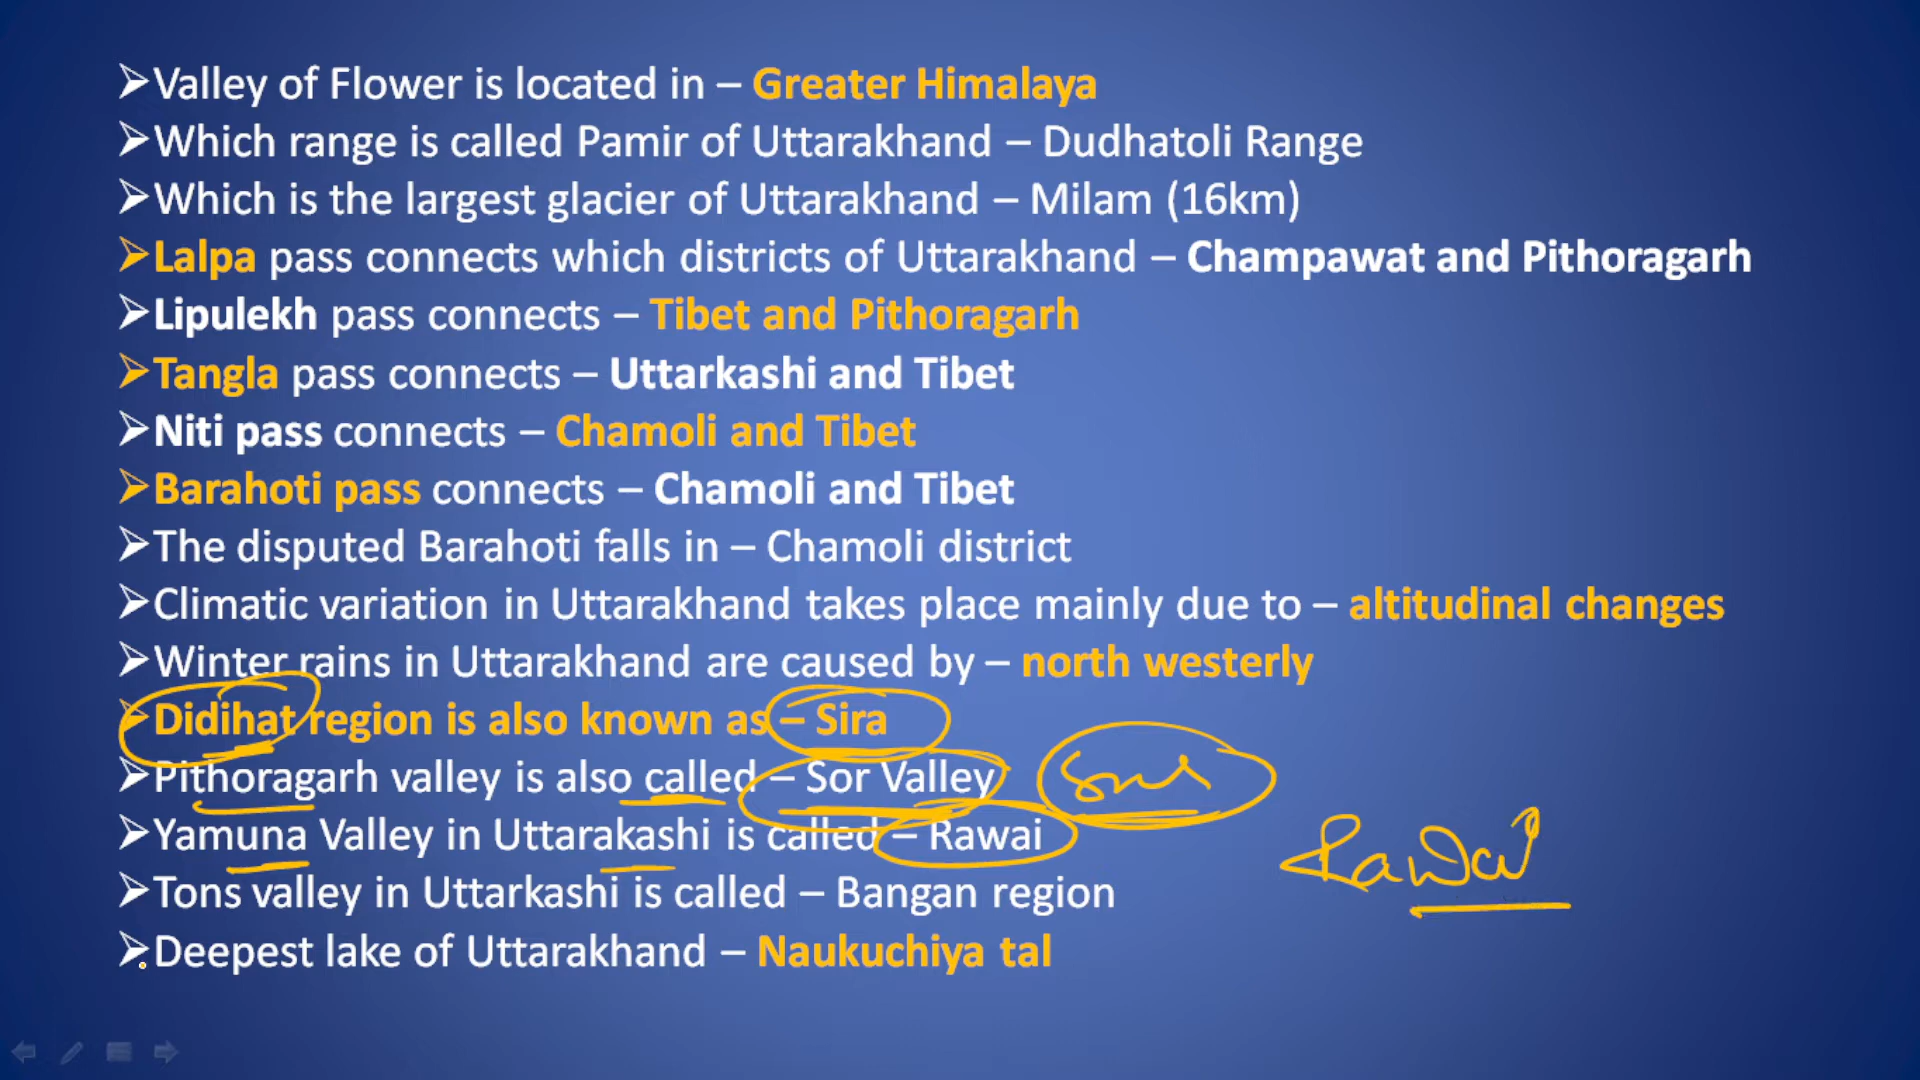 ➢Valley of Flower is located in – Greater Himalaya
➢Which range is called Pamir of Uttarakhand – Dudhatoli Range
➢Which is the largest glacier of Uttarakhand – Milam (16km)
➢Lalpa pass connects which districts of Uttarakhand – Champawat and Pithoragarh
➢Lipulekh pass connects – Tibet and Pithoragarh
➢Tangla pass connects – Uttarkashi and Tibet
➢Niti pass connects – Chamoli and Tibet
➢Barahoti pass connects – Chamoli and Tibet
➢The disputed Barahoti falls in – Chamoli district
➢Climatic variation in Uttarakhand takes place mainly due to – altitudinal changes
➢Winter rains in Uttarakhand are caused by – north westerly
➢Didihat region is also known as – Sira
➢Pithoragarh valley is also called – Sor Valley
➢Yamuna Valley in Uttarakashi is called – Rawai
Rawai
➢Tons valley in Uttarkashi is called – Bangan region
➢Deepest lake of Uttarakhand – Naukuchiya tal